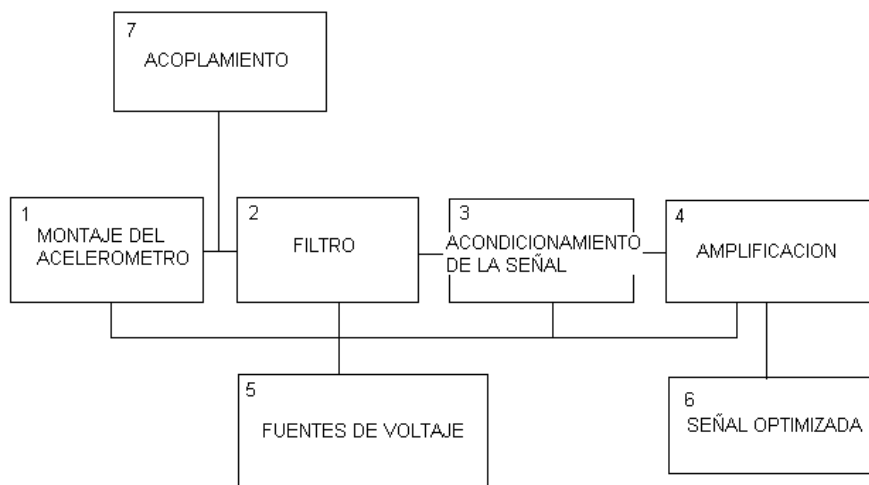 7
ACOPLAMIENTO
1
MONTAJE DEL
ACELEROMETRO
2
FILTRO
3
ACONDICIONAMIENTO
DE LA SEÑAL
4
AMPLIFICACION
5
FUENTES DE VOLTAJE
6
SEÑAL OPTIMIZADA